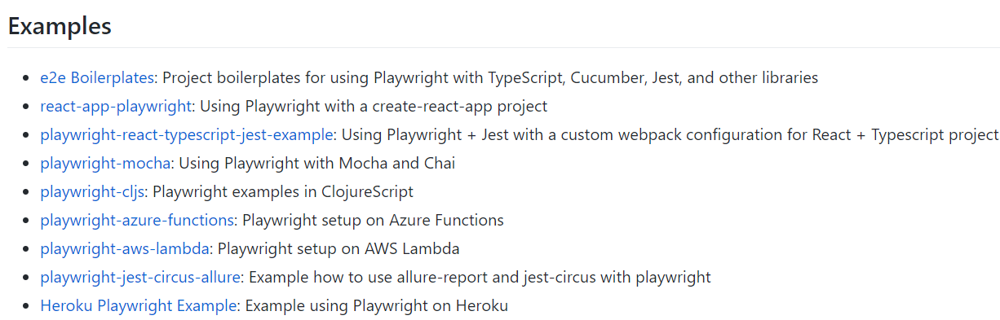 Examples
e2e Boilerplates: Project boilerplates for using Playwright with TypeScript, Cucumber, Jest, and other libraries
react-app-playwright: Using Playwright with a create-react-app project
playwright-react-typescript-jest-example: Using Playwright + Jest with a custom webpack configuration for React + Typescript project
playwright-mocha: Using Playwright with Mocha and Chai
playwright-cljs: Playwright examples in ClojureScript
playwright-azure-functions: Playwright setup on Azure Functions
playwright-aws-lambda: Playwright setup on AWS Lambda
playwright-jest-circus-allure: Example how to use allure-report and jest-circus with playwright
Heroku Playwright Example: Example using Playwright on Heroku